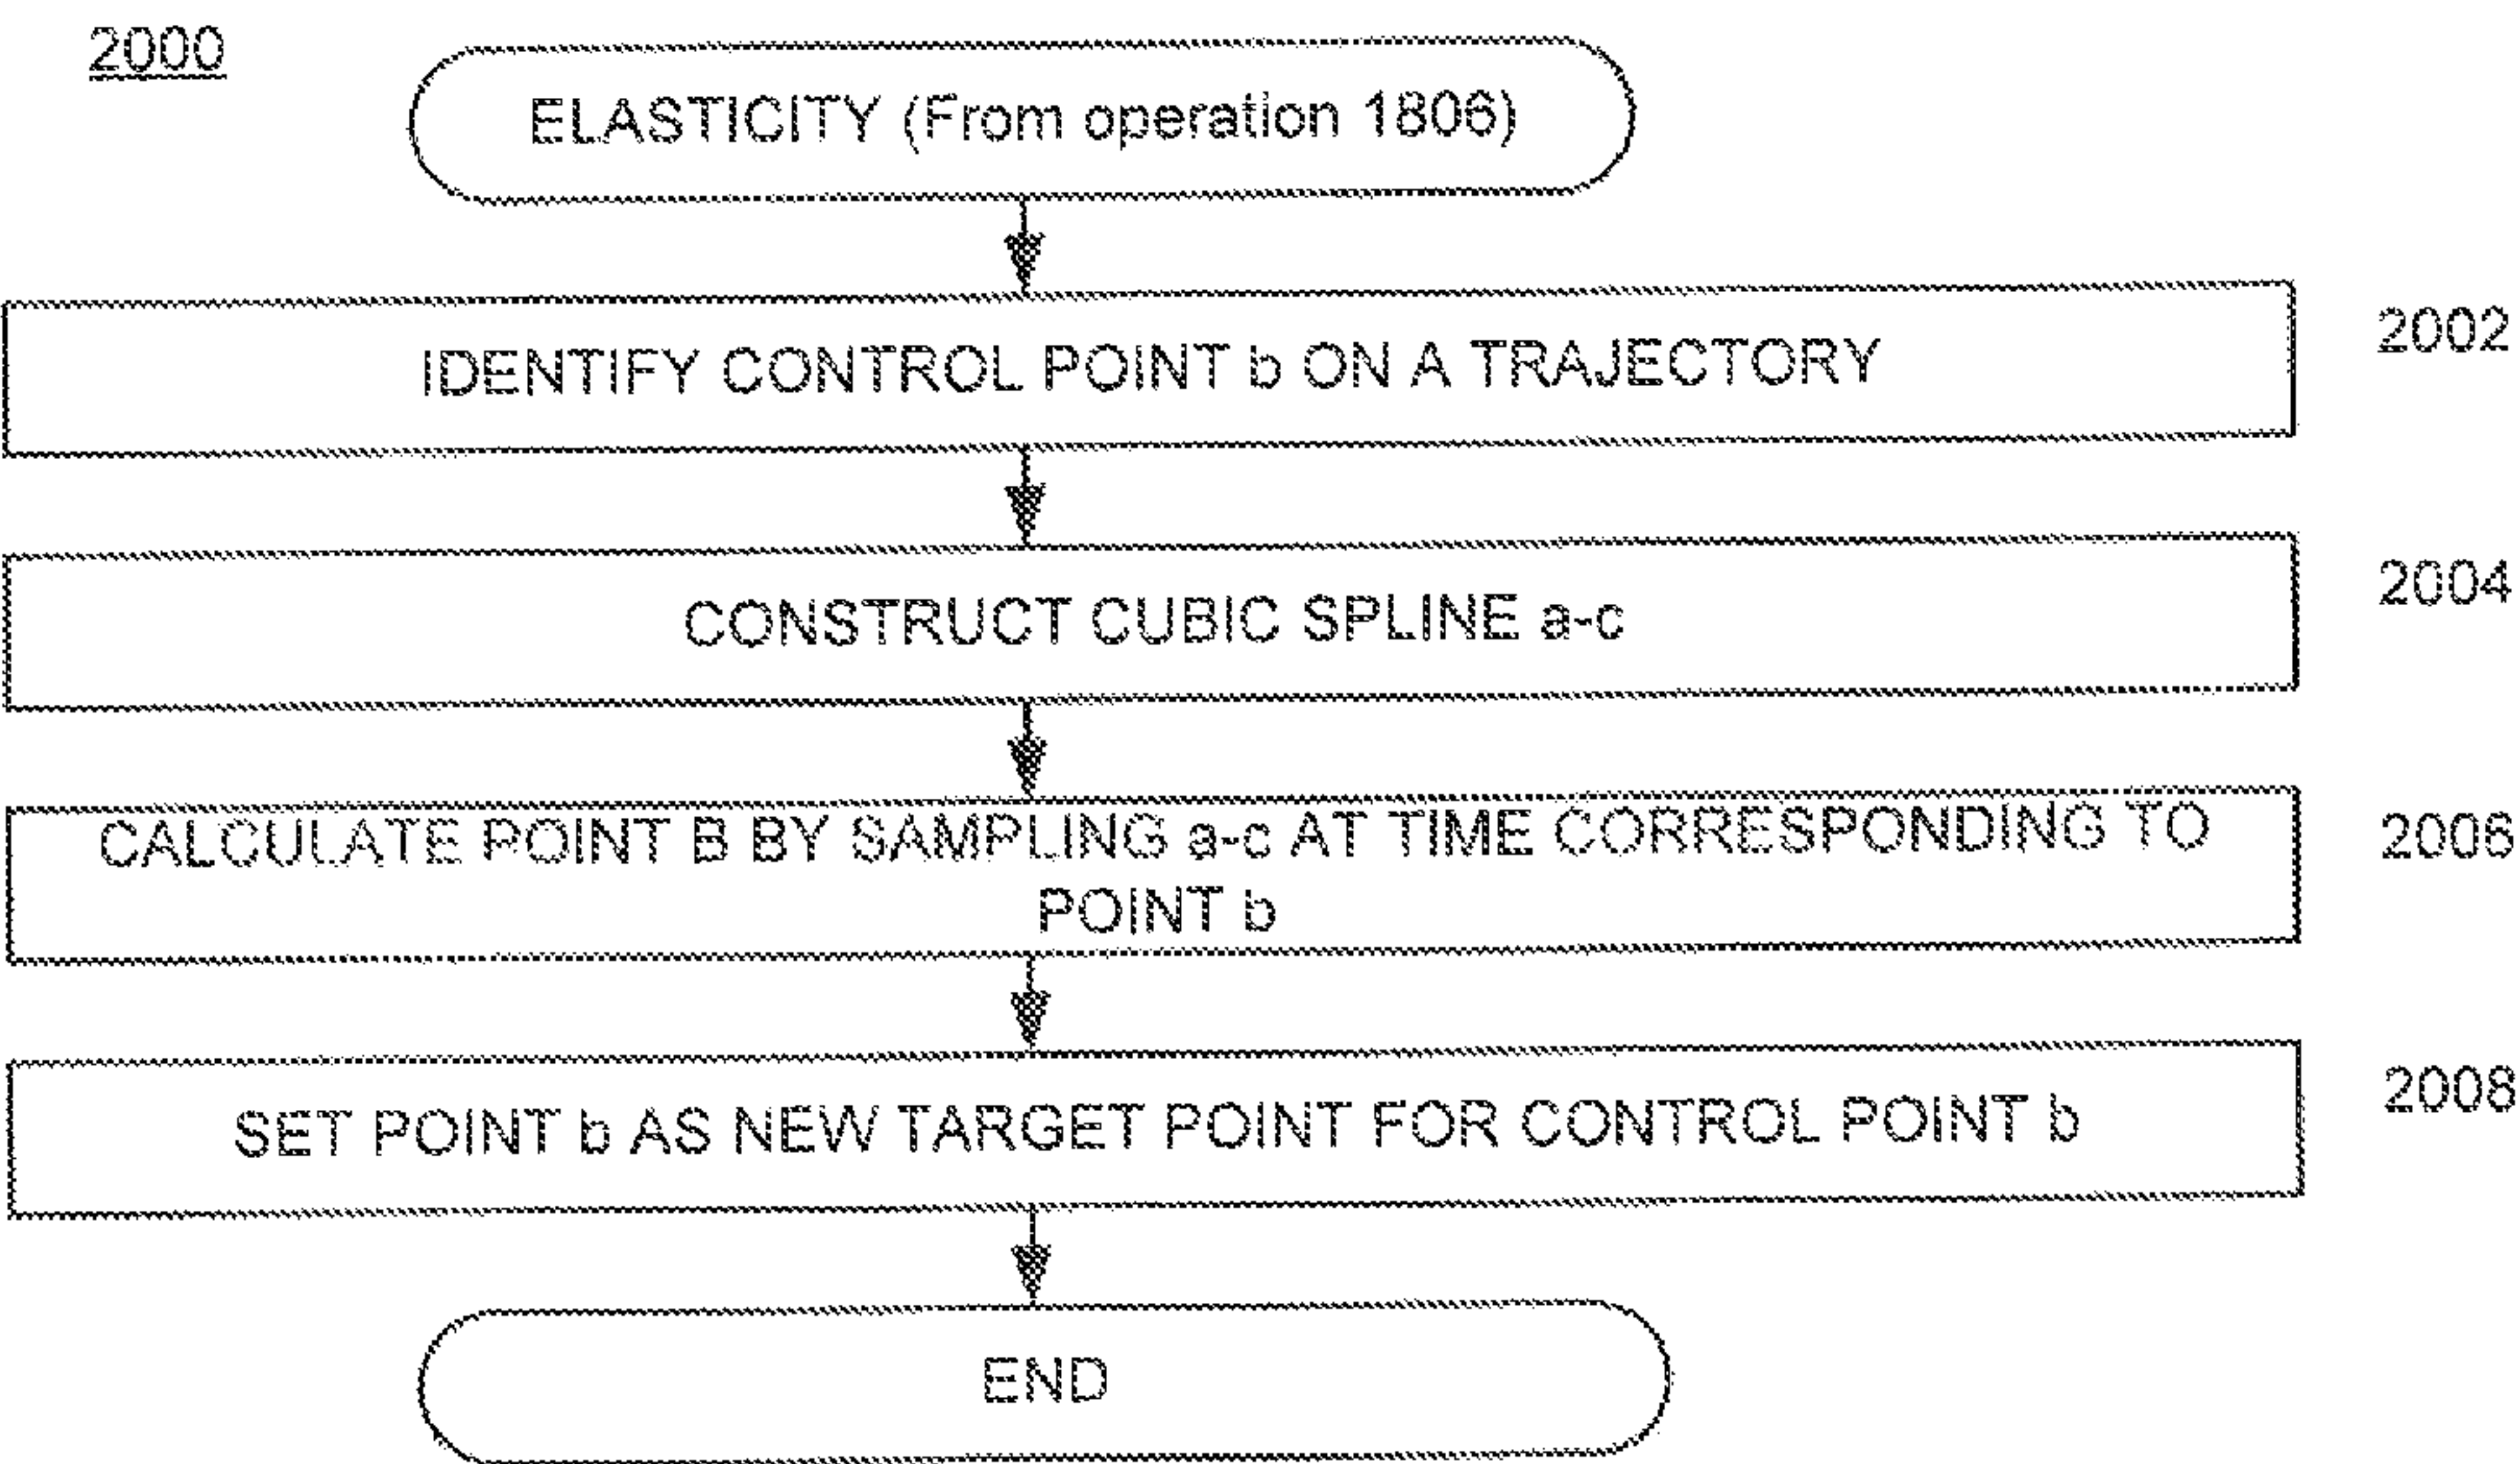 2000
ELASTICITY (From operation 1806)
IDENTIFY CONTROL POINT b ON A TRAJECTORY
2002
CONSTRUCT CUBIC SPLINE a-c
2004
CALCULATE POINT B BY SAMPLING a-c AT TIME CORRESPONDING TO
POINT b
2006
SET POINT b AS NEW TARGET POINT FOR CONTROL POINT b
2008
END